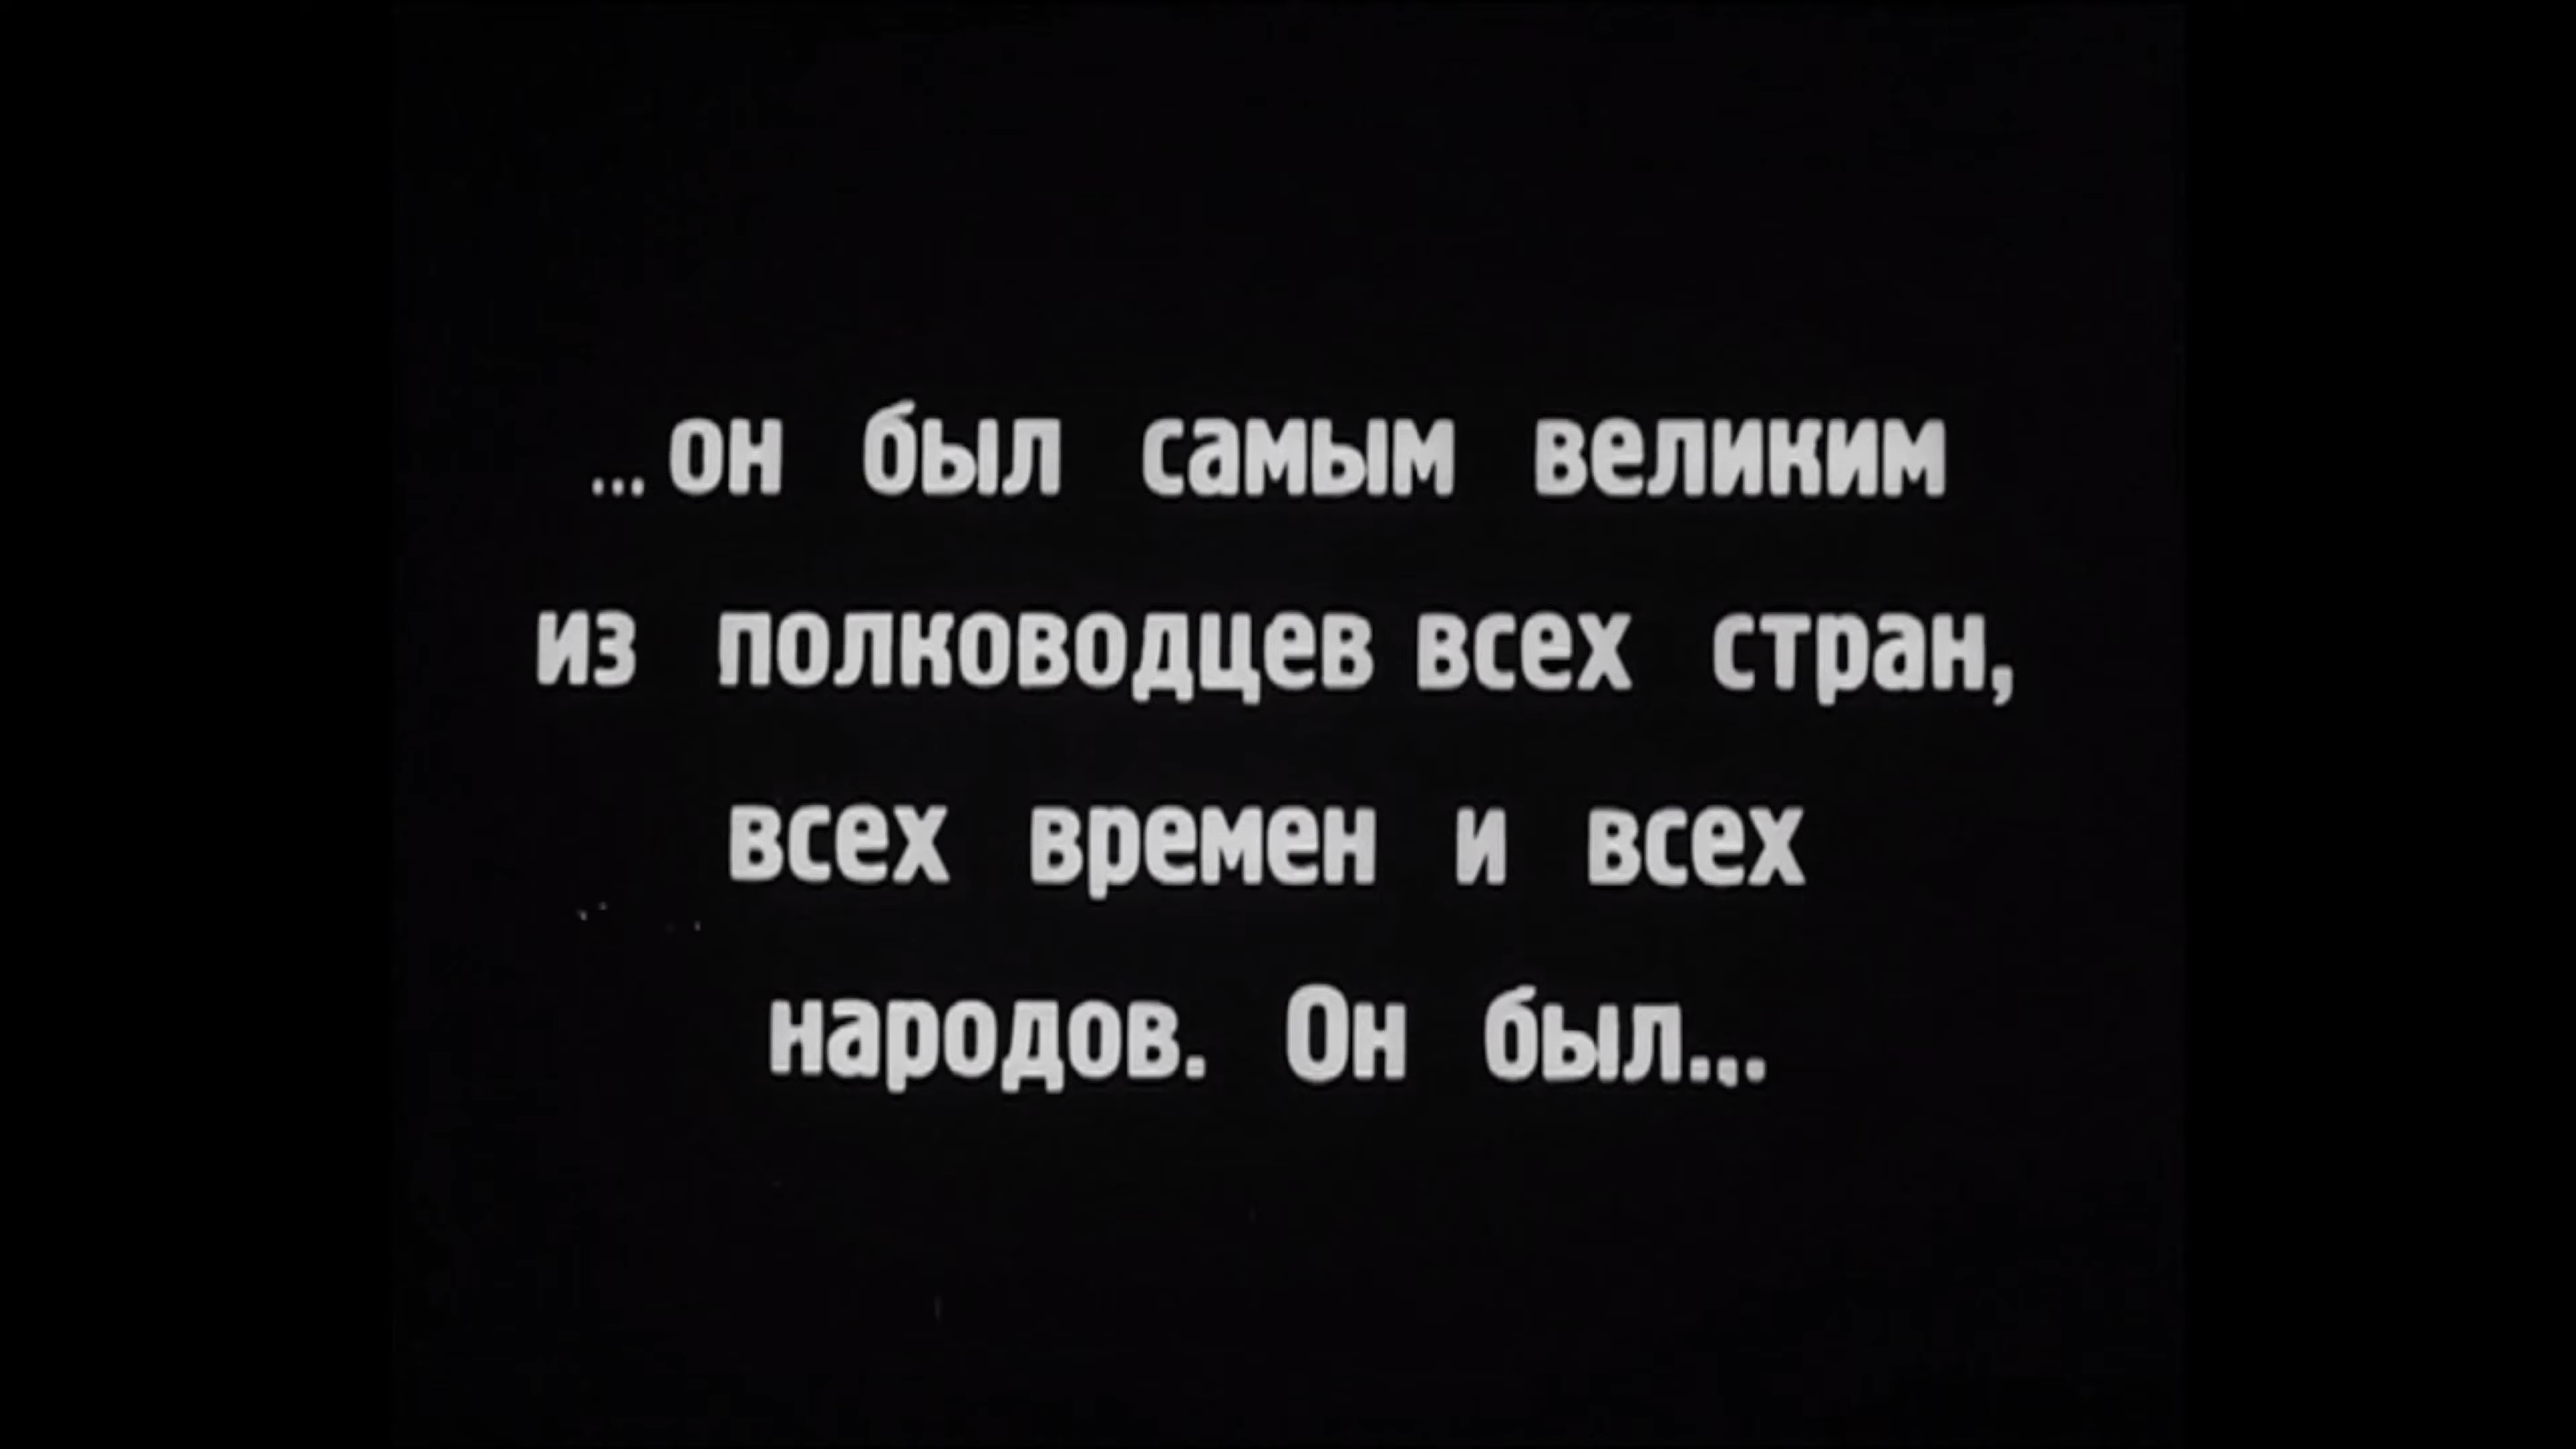 ... он был самым великим
из полководцев всех стран,
всех времен и всех
народов. Он был...